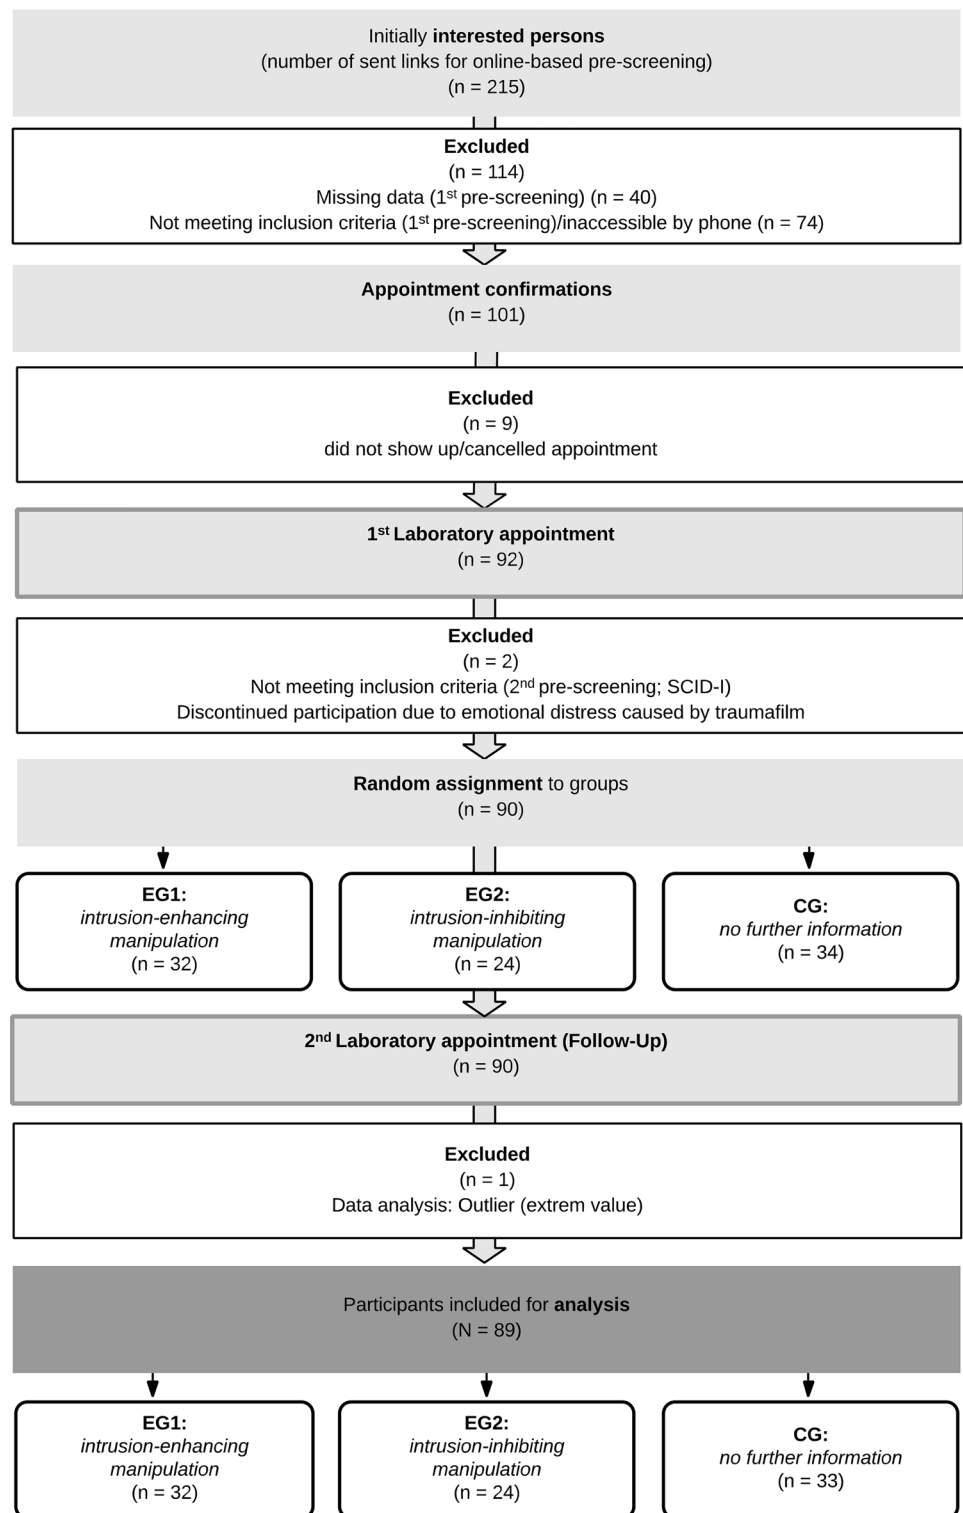 Initially interested persons
(number of sent links for online-based pre-screening)
(n = 215)
Excluded
(n = 114)
Missing data (1st pre-screening) (n = 40)
Not meeting inclusion criteria (1st pre-screening)/inaccessible by phone (n = 74)
Appointment confirmations
(n = 101)
Excluded
(n = 9)
did not show up/cancelled appointment
1st Laboratory appointment
(n = 92)
Excluded
(n = 2)
Not meeting inclusion criteria (2nd pre-screening; SCID-I)
Discontinued participation due to emotional distress caused by traumafilm
Random assignment to groups
(n = 90)
EG1:
intrusion-enhancing
manipulation
(n = 32)
EG2:
intrusion-inhibiting
manipulation
(n = 24)
CG:
no further information
(n = 34)
2nd Laboratory appointment (Follow-Up)
(n = 90)
Excluded
(n = 1)
Data analysis: Outlier (extrem value)
Participants included for analysis
(N = 89)
EG1:
intrusion-enhancing
manipulation
(n = 32)
EG2:
intrusion-inhibiting
manipulation
(n = 24)
CG:
no further information
(n = 33)